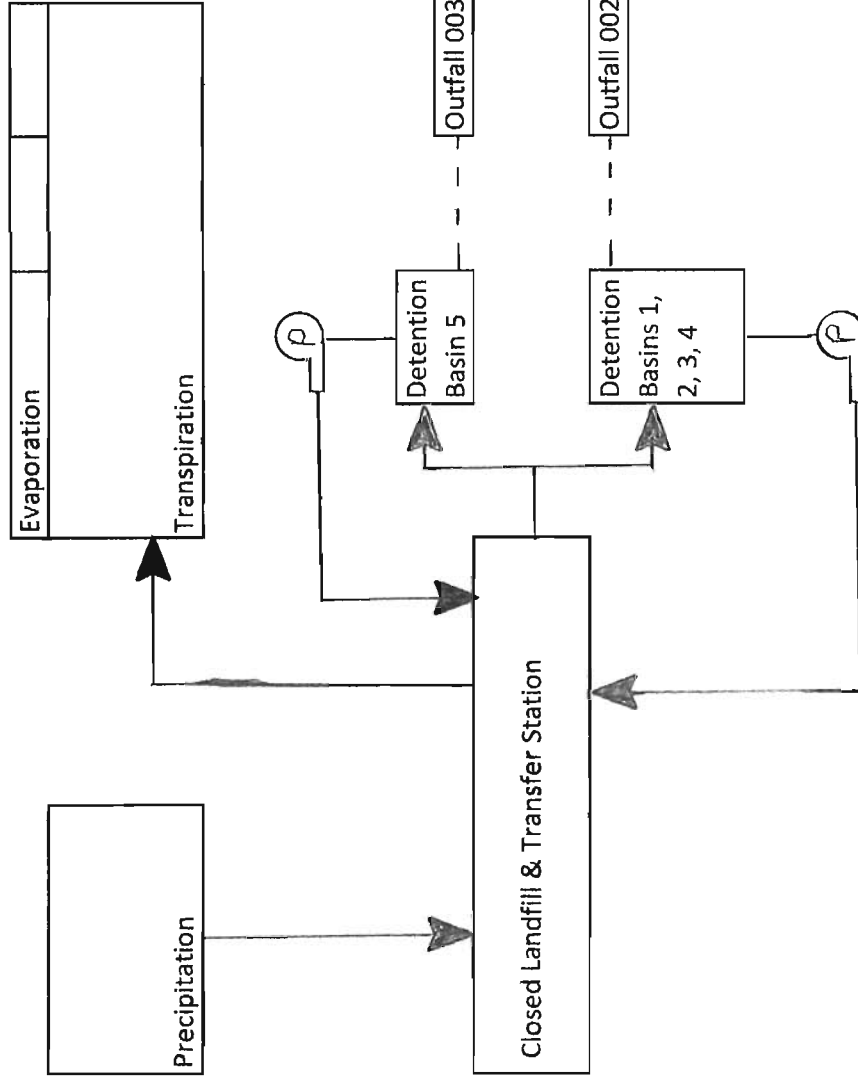 Evaporation
Transpiration
Precipitation
P
Outfall 003
Detention
Basin 5
Closed Landfill & Transfer Station
Outfall 002
Detention
Basins 1,
2, 3, 4
P